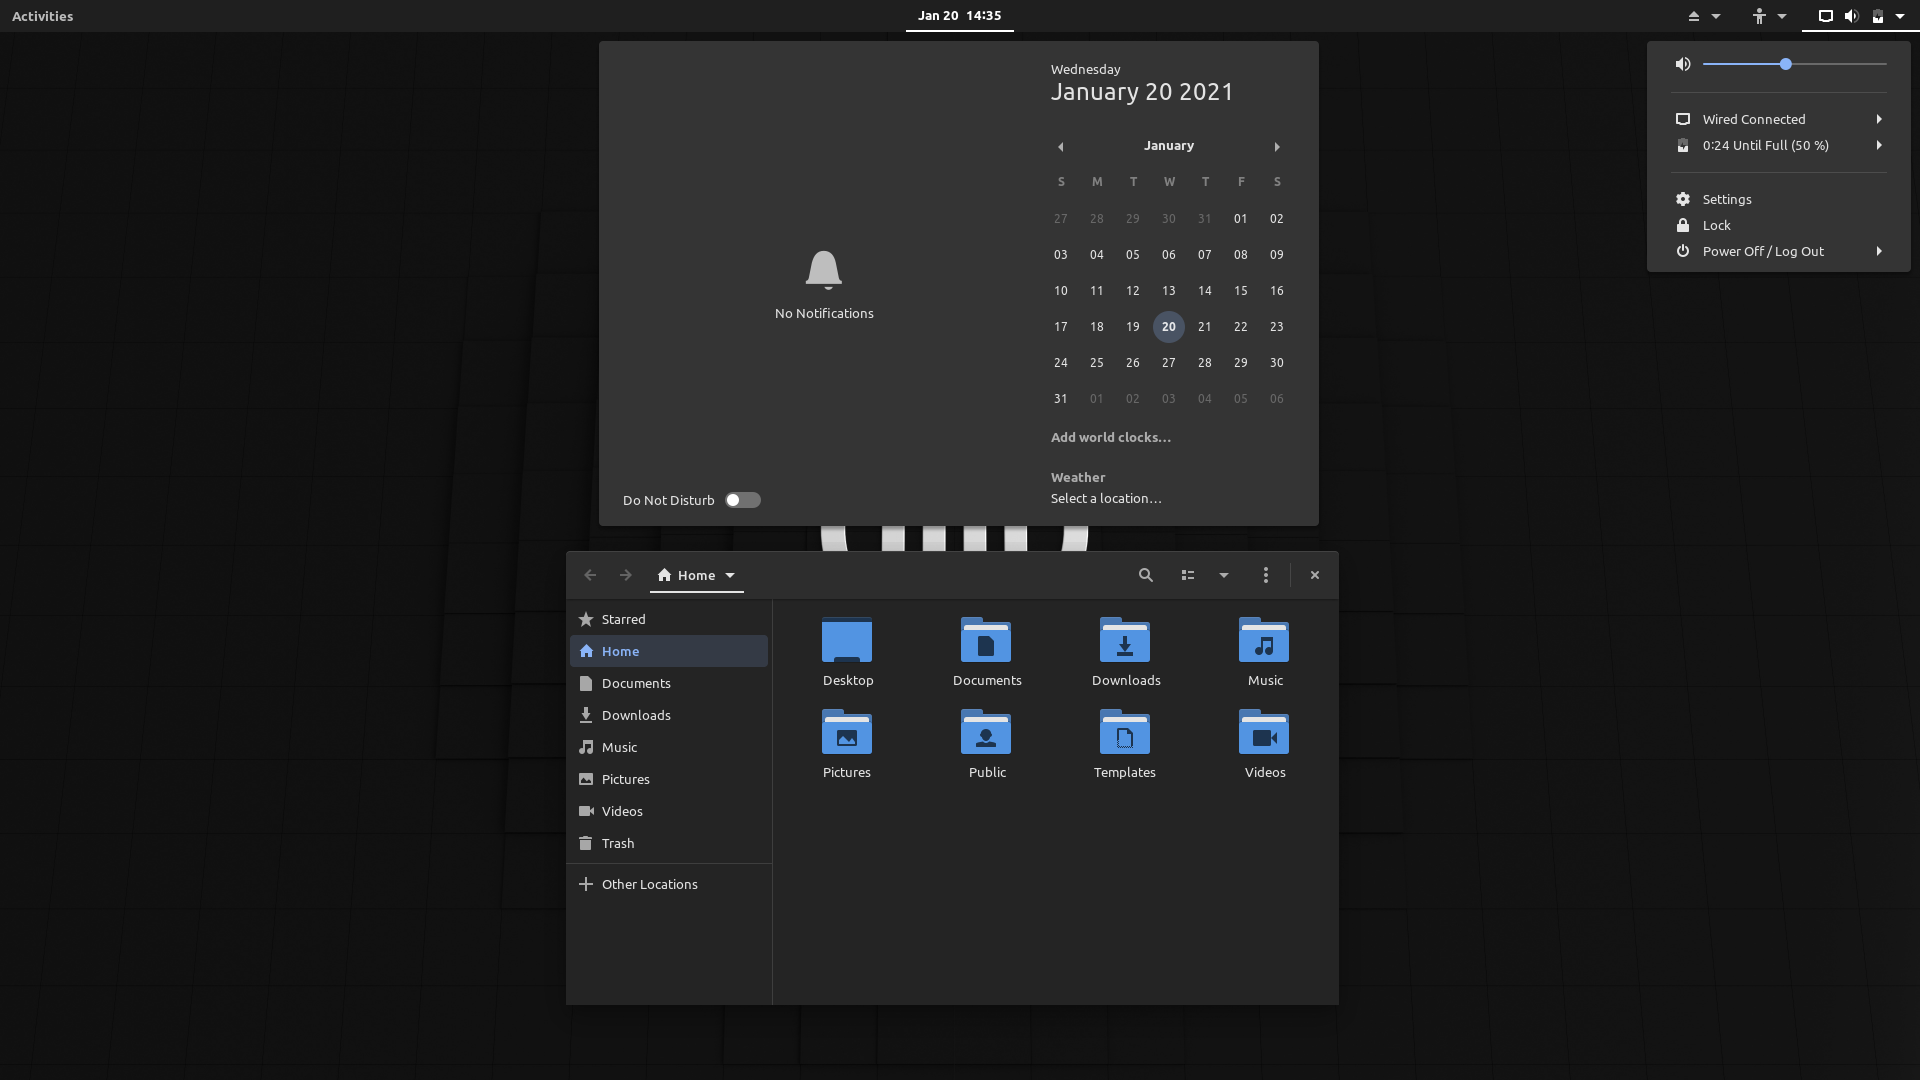 Activities
Jan 20 14:35
Wednesday
January 20 2021
January
S M T W T F S
27 28 29 30 31 01 02
03 04 05 06 07 08 09
10 11 12 13 14 15 16
17 18 19 20 21 22 23
24 25 26 27 28 29 30
31 01 02 03 04 05 06
Add world clocks…
Weather
Select a location…
No Notifications
Do Not Disturb
Wired Connected
0:24 Until Full (50 %)
Settings
Lock
Power Off / Log Out
Home
Starred
Home
Documents
Downloads
Music
Pictures
Videos
Trash
Other Locations
Desktop Documents Downloads Music
Pictures Public Templates Videos